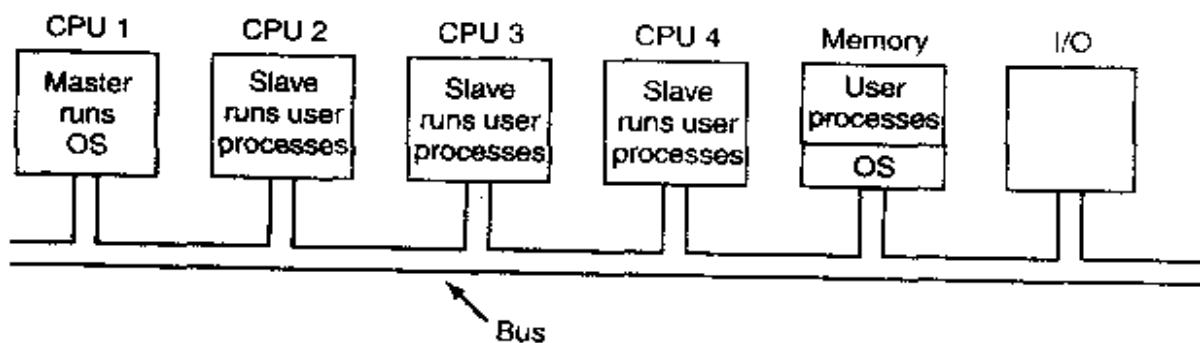 CPU 1
CPU 2
CPU 3
CPU 4
Memory
I/O
Master
runs
OS
Slave
runs user
processes
Slave
runs user
processes
Slave
runs user
processes
User
processes
OS
Bus